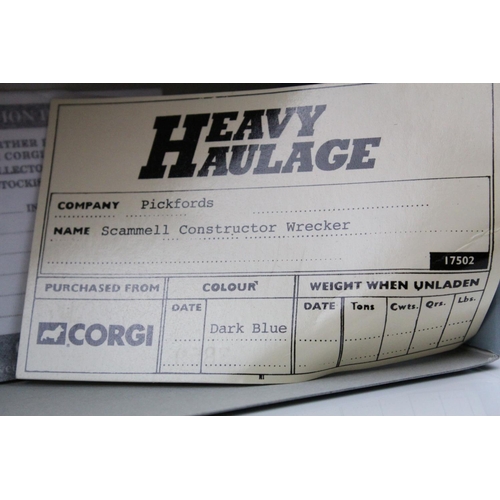 HEAVY
HAULAGE
COMPANY Pickfords
NAME Scammell Constructor Wrecker
17502
PURCHASED FROM COLOUR WEIGHT WHEN UNLADEN
DATE DATE Tons Cwts. Qrs. Lbs.
CORGI Dark Blue